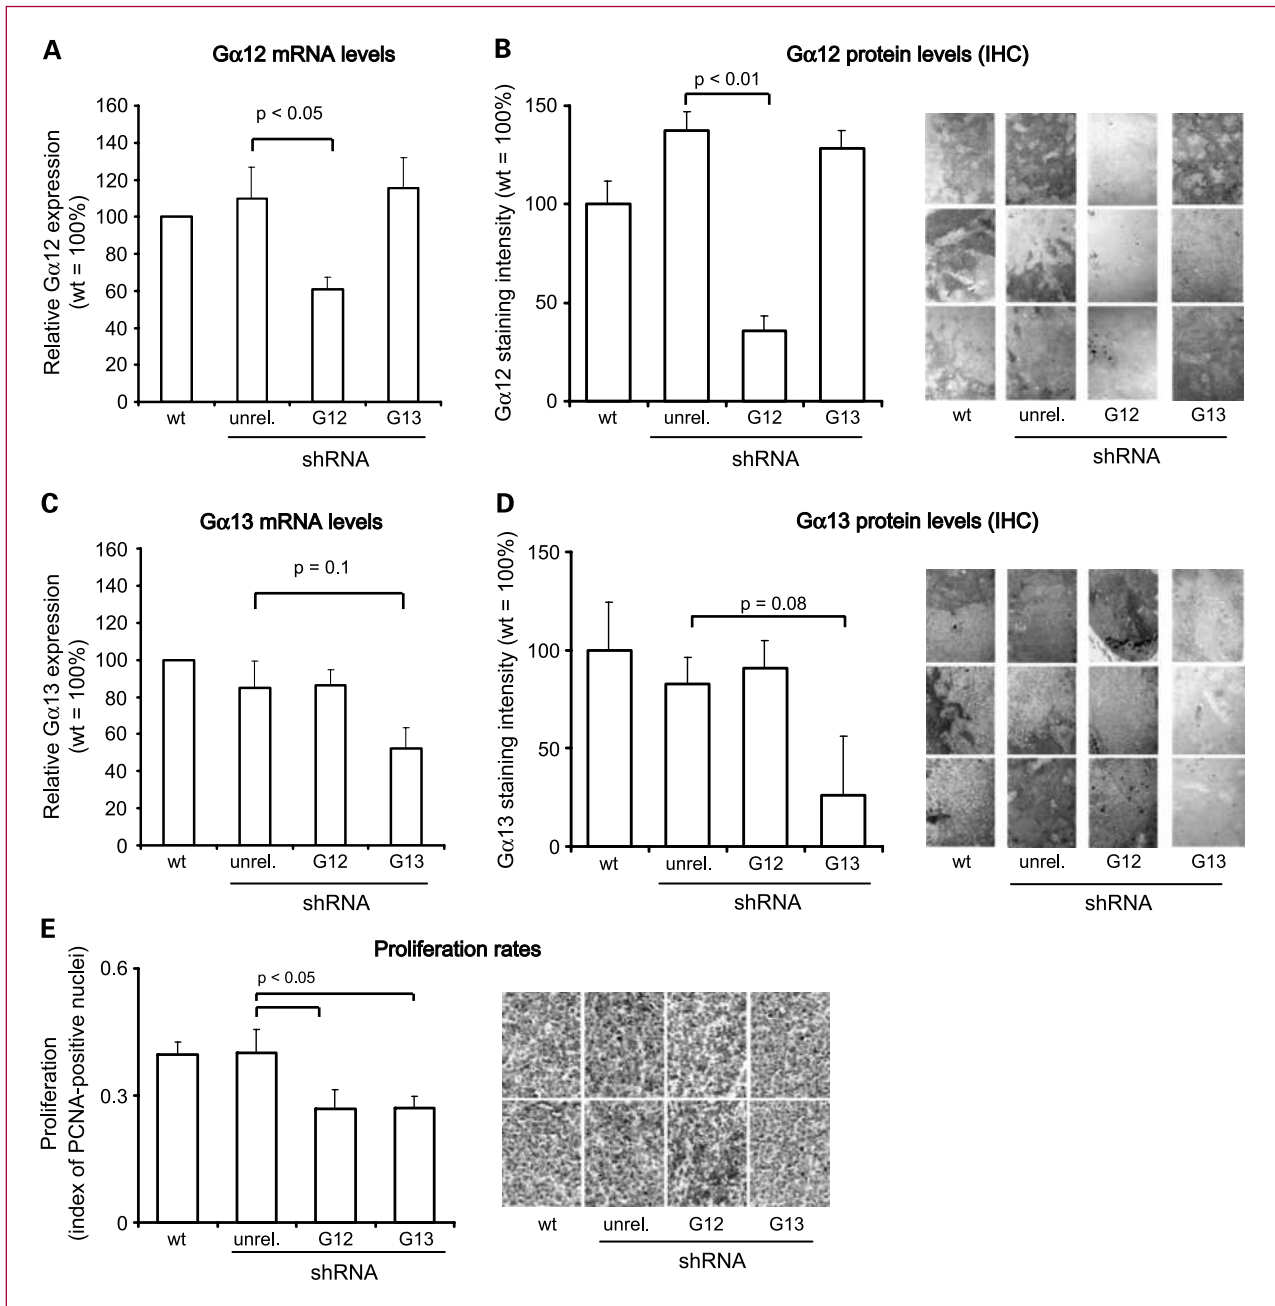 A
Gα12 mRNA levels
Relative Gα12 expression
(wt = 100%)
160
140
120
100
80
60
40
20
0
p < 0.05
wt
unrel.
G12
G13
shRNA
B
Gα12 protein levels (IHC)
Gα12 staining intensity (wt = 100%)
150
100
50
0
p < 0.01
wt
unrel.
G12
G13
shRNA
wt
unrel.
G12
G13
shRNA
C
Gα13 mRNA levels
Relative Gα13 expression
(wt = 100%)
160
140
120
100
80
60
40
20
0
p = 0.1
wt
unrel.
G12
G13
shRNA
D
Gα13 protein levels (IHC)
Gα13 staining intensity (wt = 100%)
150
100
50
0
p = 0.08
wt
unrel.
G12
G13
shRNA
wt
unrel.
G12
G13
shRNA
E
Proliferation rates
Proliferation
(index of PCNA-positive nuclei)
0.6
0.3
0
p < 0.05
wt
unrel.
G12
G13
shRNA
wt
unrel.
G12
G13
shRNA